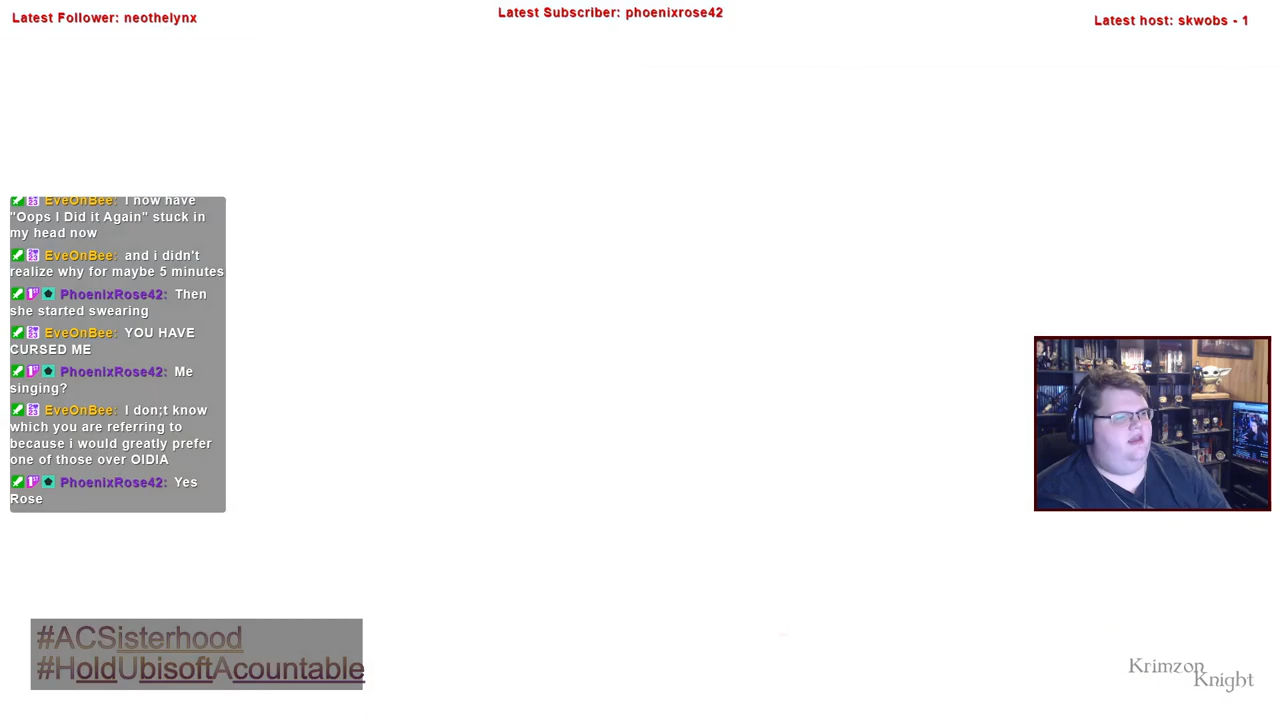 Latest Follower: neothelynx
Latest Subscriber: phoenixrose42
Latest host: skwobs - 1
EveOnBee: I now have
"Oops I Did it Again" stuck in
my head now
EveOnBee: and i didn't
realize why for maybe 5 minutes
PhoenixRose42: Then
she started swearing
EveOnBee: YOU HAVE
CURSED ME
PhoenixRose42: Me
singing?
EveOnBee: I don;t know
which you are referring to
because i would greatly prefer
one of those over OIDIA
PhoenixRose42: Yes
Rose
#ACSisterhood
#HoldUbisoftAcountable
Krimzon
Knight